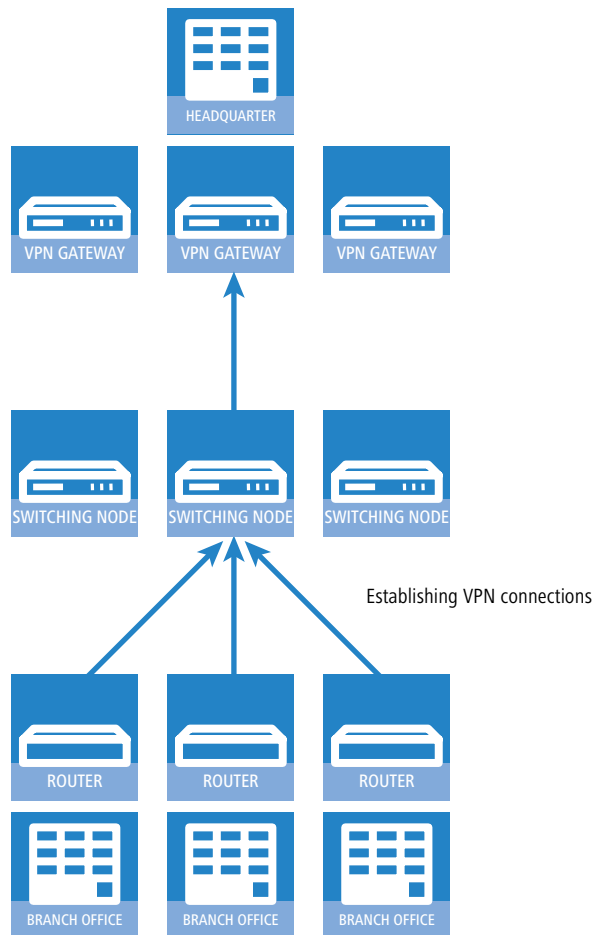 HEADQUARTER
VPN GATEWAY
VPN GATEWAY
VPN GATEWAY
SWITCHING NODE
SWITCHING NODE
SWITCHING NODE
Establishing VPN connections
ROUTER
ROUTER
ROUTER
BRANCH OFFICE
BRANCH OFFICE
BRANCH OFFICE